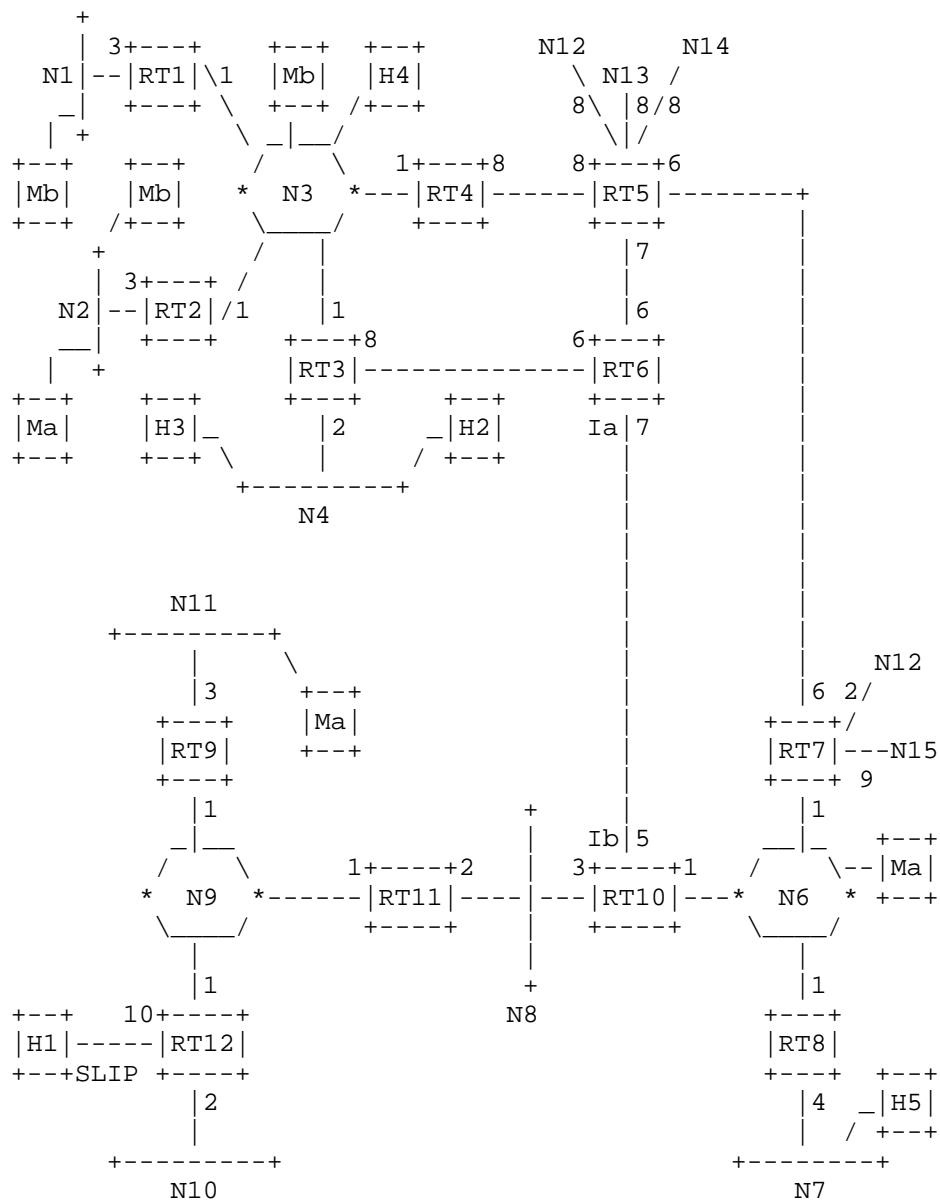 3
N12 N14
N1 RT1 1 Mb H4 N13
8 8 8
1 8 8 6
Mb Mb N3 RT4 RT5
7
3
N2 RT2 1 1 6
8 6
RT3 RT6
Ma H3 2 H2 Ia 7
N4
N11
N12
3 6 2
Ma
RT9 RT7 N15
9
1 1
Ib 5
1 2 3 1 Ma
N9 RT11 RT10 N6
1 1
10 N8
H1 RT12 RT8
SLIP
2 4 H5
N10 N7